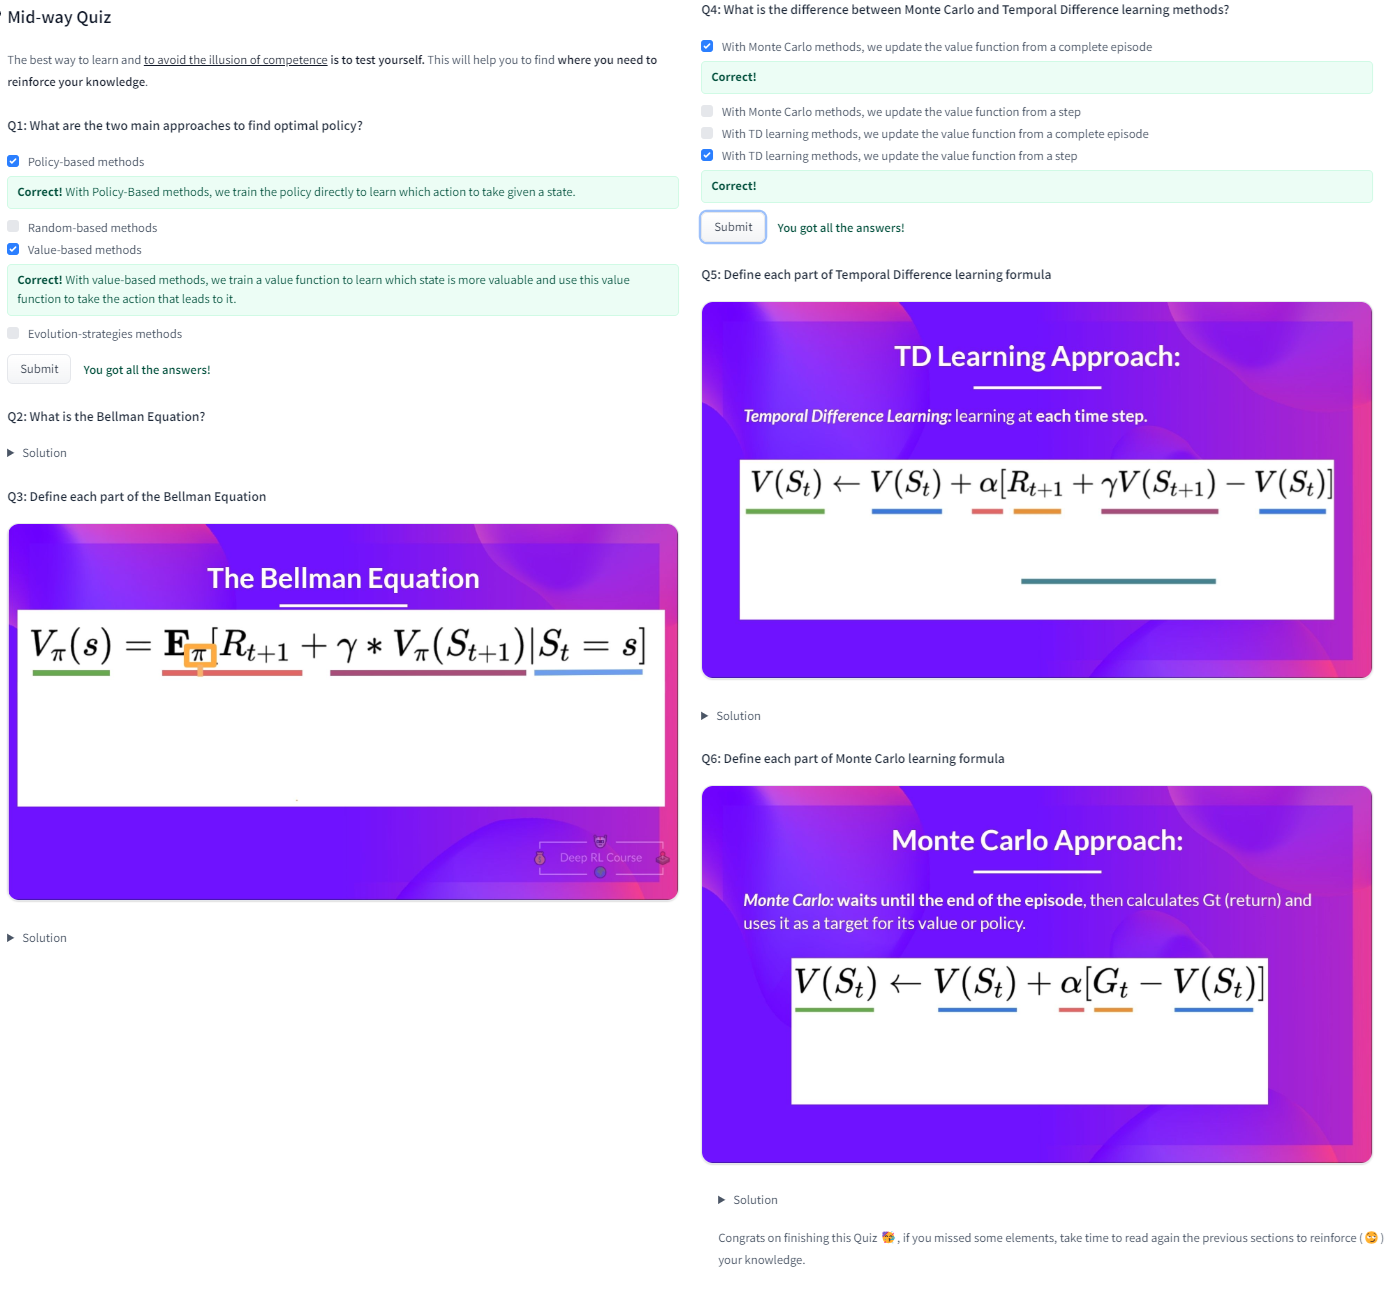 Mid-way Quiz
The best way to learn and to avoid the illusion of competence is to test yourself. This will help you to find where you need to
reinforce your knowledge.
Q1: What are the two main approaches to find optimal policy?
Policy-based methods
Correct! With Policy-Based methods, we train the policy directly to learn which action to take given a state.
Random-based methods
Value-based methods
Correct! With value-based methods, we train a value function to learn which state is more valuable and use this value
function to take the action that leads to it.
Evolution-strategies methods
Submit You got all the answers!
Q2: What is the Bellman Equation?
▶ Solution
Q3: Define each part of the Bellman Equation
The Bellman Equation
V_π(s) = E_π[R_{t+1} + γ * V_π(S_{t+1})|S_t = s]
Deep RL Course
▶ Solution
Q4: What is the difference between Monte Carlo and Temporal Difference learning methods?
With Monte Carlo methods, we update the value function from a complete episode
Correct!
With Monte Carlo methods, we update the value function from a step
With TD learning methods, we update the value function from a complete episode
With TD learning methods, we update the value function from a step
Correct!
Submit You got all the answers!
Q5: Define each part of Temporal Difference learning formula
TD Learning Approach:
Temporal Difference Learning: learning at each time step.
V(S_t) ← V(S_t) + α[R_{t+1} + γV(S_{t+1}) − V(S_t)]
▶ Solution
Q6: Define each part of Monte Carlo learning formula
Monte Carlo Approach:
Monte Carlo: waits until the end of the episode, then calculates Gt (return) and
uses it as a target for its value or policy.
V(S_t) ← V(S_t) + α[G_t − V(S_t)]
▶ Solution
Congrats on finishing this Quiz 🥳, if you missed some elements, take time to read again the previous sections to reinforce (😏)
your knowledge.